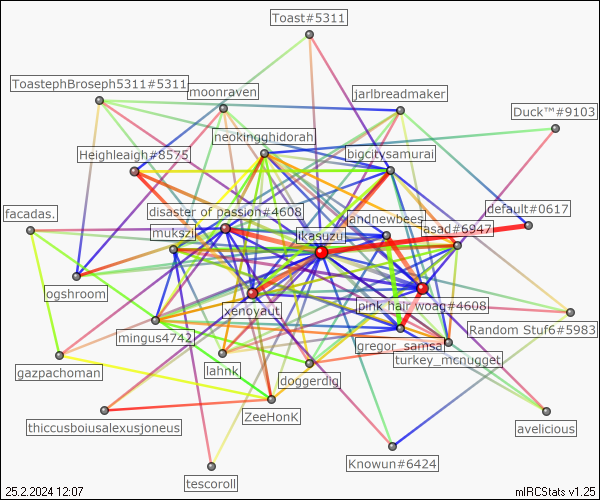 Toast#5311
ToastephBroseph5311#5311
moonraven
jarlbreadmaker
Duck™#9103
neokingghidorah
Heighleaigh#8575
bigcitysamurai
facadas.
disaster of passion#4608
landnewbees
default#0617
mukszi
ikasuzu
lasad#6947
ogshroom
xenoyaut
pink hair woag#4608
mingus4742
Random Stuf6#5983
gregor_samsa
turkey_mcnugget
gazpachoman
lahnk
doggerdig
thiccusboiusalexusjoneus
ZeeHonK
avelicious
Knowun#6424
tescoroll
25.2.2024 12:07
mIRCStats v1.25